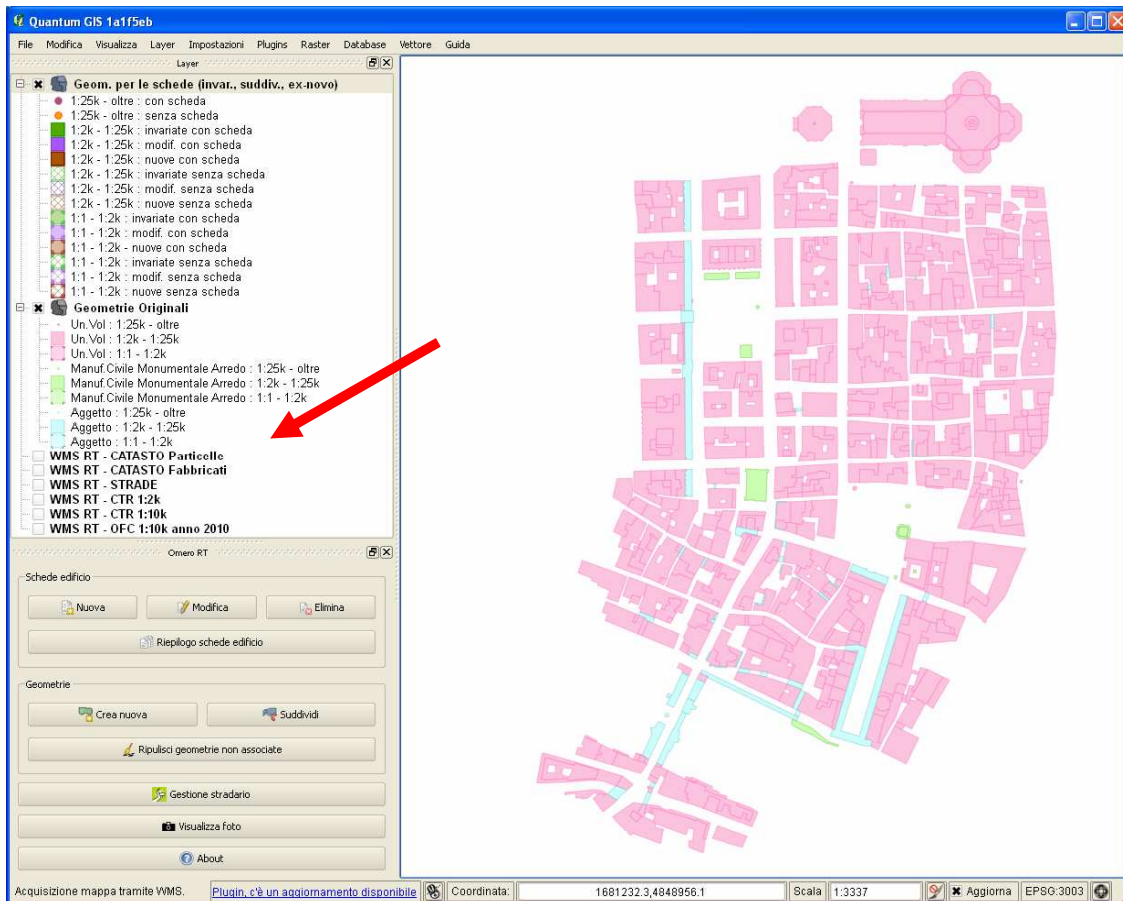 Quantum GIS 1a1f5eb
File Modifica Visualizza Layer Impostazioni Plugins Raster Database Vettore Guida
Layer
Geom. per le schede (invar., suddiv., ex-novo)
1:25k - oltre : con scheda
1:25k - oltre : senza scheda
1:2k - 1:25k : invariate con scheda
1:2k - 1:25k : modif. con scheda
1:2k - 1:25k : nuove con scheda
1:2k - 1:25k : invariate senza scheda
1:2k - 1:25k : modif. senza scheda
1:2k - 1:25k : nuove senza scheda
1:1 - 1:2k : invariate con scheda
1:1 - 1:2k : modif. con scheda
1:1 - 1:2k - nuove con scheda
1:1 - 1:2k : invariate senza scheda
1:1 - 1:2k : modif. senza scheda
1:1 - 1:2k : nuove senza scheda
Geometrie Originali
Un.Vol : 1:25k - oltre
Un.Vol : 1:2k - 1:25k
Un.Vol : 1:1 - 1:2k
Manuf.Civile Monumentale Arredo : 1:25k - oltre
Manuf.Civile Monumentale Arredo : 1:2k - 1:25k
Manuf.Civile Monumentale Arredo : 1:1 - 1:2k
Aggetto : 1:25k - oltre
Aggetto : 1:2k - 1:25k
Aggetto : 1:1 - 1:2k
WMS RT - CATASTO Particelle
WMS RT - CATASTO Fabbricati
WMS RT - STRADE
WMS RT - CTR 1:2k
WMS RT - CTR 1:10k
WMS RT - OFC 1:10k anno 2010
Omero RT
Schede edificio
Nuova Modifica Elimina
Riepilogo schede edificio
Geometrie
Crea nuova Suddividi
Ripulisci geometrie non associate
Gestione stradario
Visualizza foto
About
Acquisizione mappa tramite WMS. Plugin, c'è un aggiornamento disponibile Coordinata: 1681232.3,4848956.1 Scala 1:3337 Aggiorna EPSG:3003